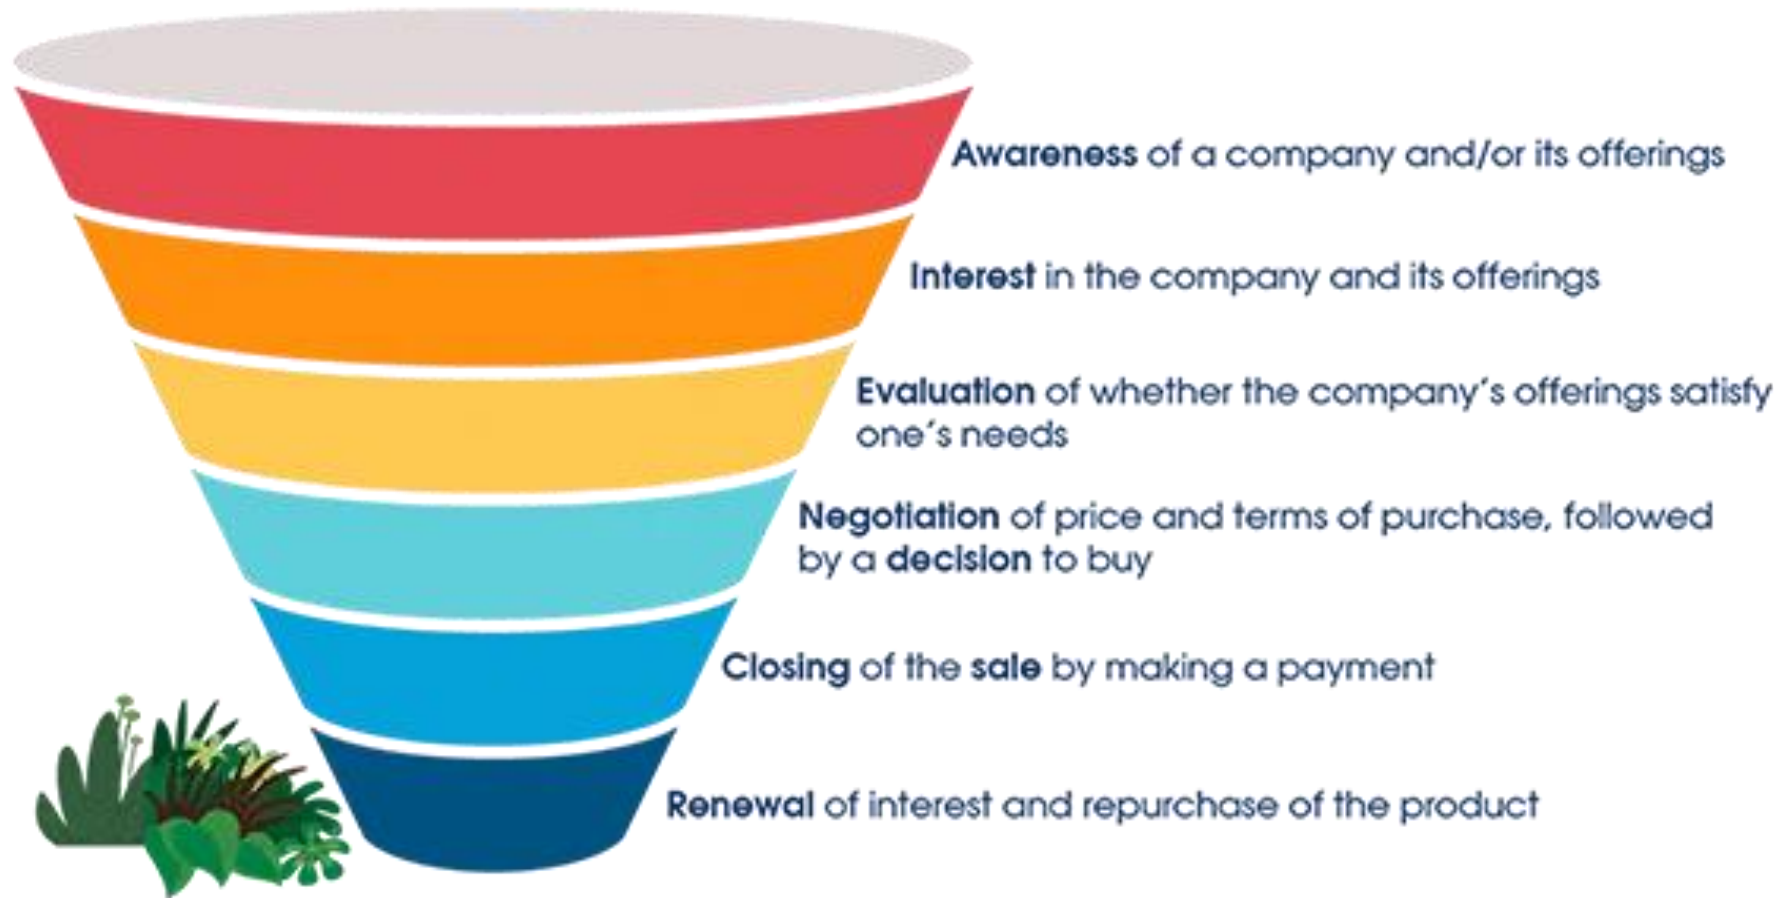 Awareness of a company and/or its offerings
Interest in the company and its offerings
Evaluation of whether the company's offerings satisfy
one's needs
Negotiation of price and terms of purchase, followed
by a decision to buy
Closing of the sale by making a payment
Renewal of interest and repurchase of the product